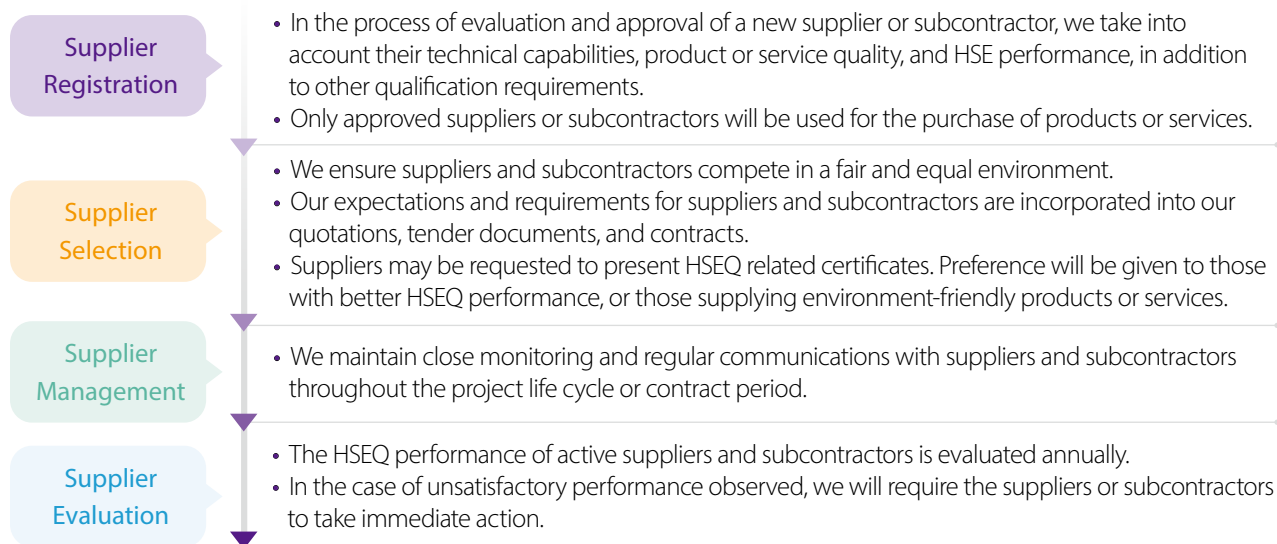 Supplier
Registration
• In the process of evaluation and approval of a new supplier or subcontractor, we take into
account their technical capabilities, product or service quality, and HSE performance, in addition
to other qualification requirements.
• Only approved suppliers or subcontractors will be used for the purchase of products or services.
Supplier
Selection
• We ensure suppliers and subcontractors compete in a fair and equal environment.
• Our expectations and requirements for suppliers and subcontractors are incorporated into our
quotations, tender documents, and contracts.
• Suppliers may be requested to present HSEQ related certificates. Preference will be given to those
with better HSEQ performance, or those supplying environment-friendly products or services.
Supplier
Management
• We maintain close monitoring and regular communications with suppliers and subcontractors
throughout the project life cycle or contract period.
Supplier
Evaluation
• The HSEQ performance of active suppliers and subcontractors is evaluated annually.
• In the case of unsatisfactory performance observed, we will require the suppliers or subcontractors
to take immediate action.